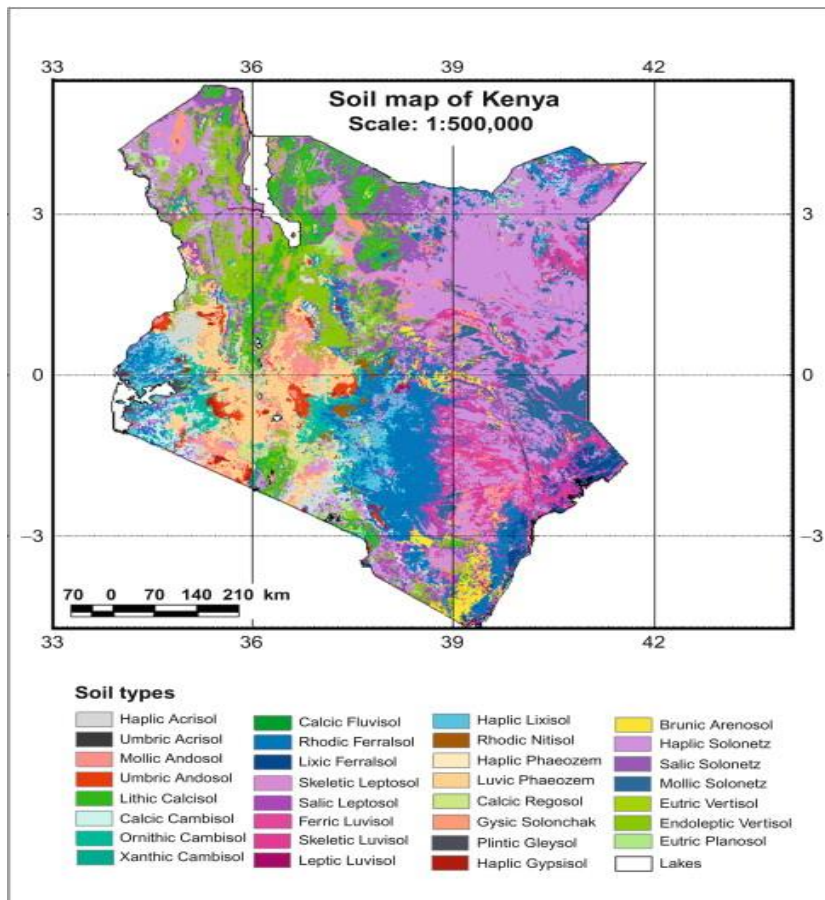 33 36 39 42
Soil map of Kenya
Scale: 1:500,000
3 3
0 0
−3 −3
70 0 70 140 210 km
33 36 39 42
Soil types
Haplic Acrisol
Umbric Acrisol
Mollic Andosol
Umbric Andosol
Lithic Calcisol
Calcic Cambisol
Ornithic Cambisol
Xanthic Cambisol
Calcic Fluvisol
Rhodic Ferralsol
Lixic Ferralsol
Skeletic Leptosol
Salic Leptosol
Ferric Luvisol
Skeletic Luvisol
Leptic Luvisol
Haplic Lixisol
Rhodic Nitisol
Haplic Phaeozem
Luvic Phaeozem
Calcic Regosol
Gysic Solonchak
Plintic Gleysol
Haplic Gypsisol
Brunic Arenosol
Haplic Solonetz
Salic Solonetz
Mollic Solonetz
Eutric Vertisol
Endoleptic Vertisol
Eutric Planosol
Lakes